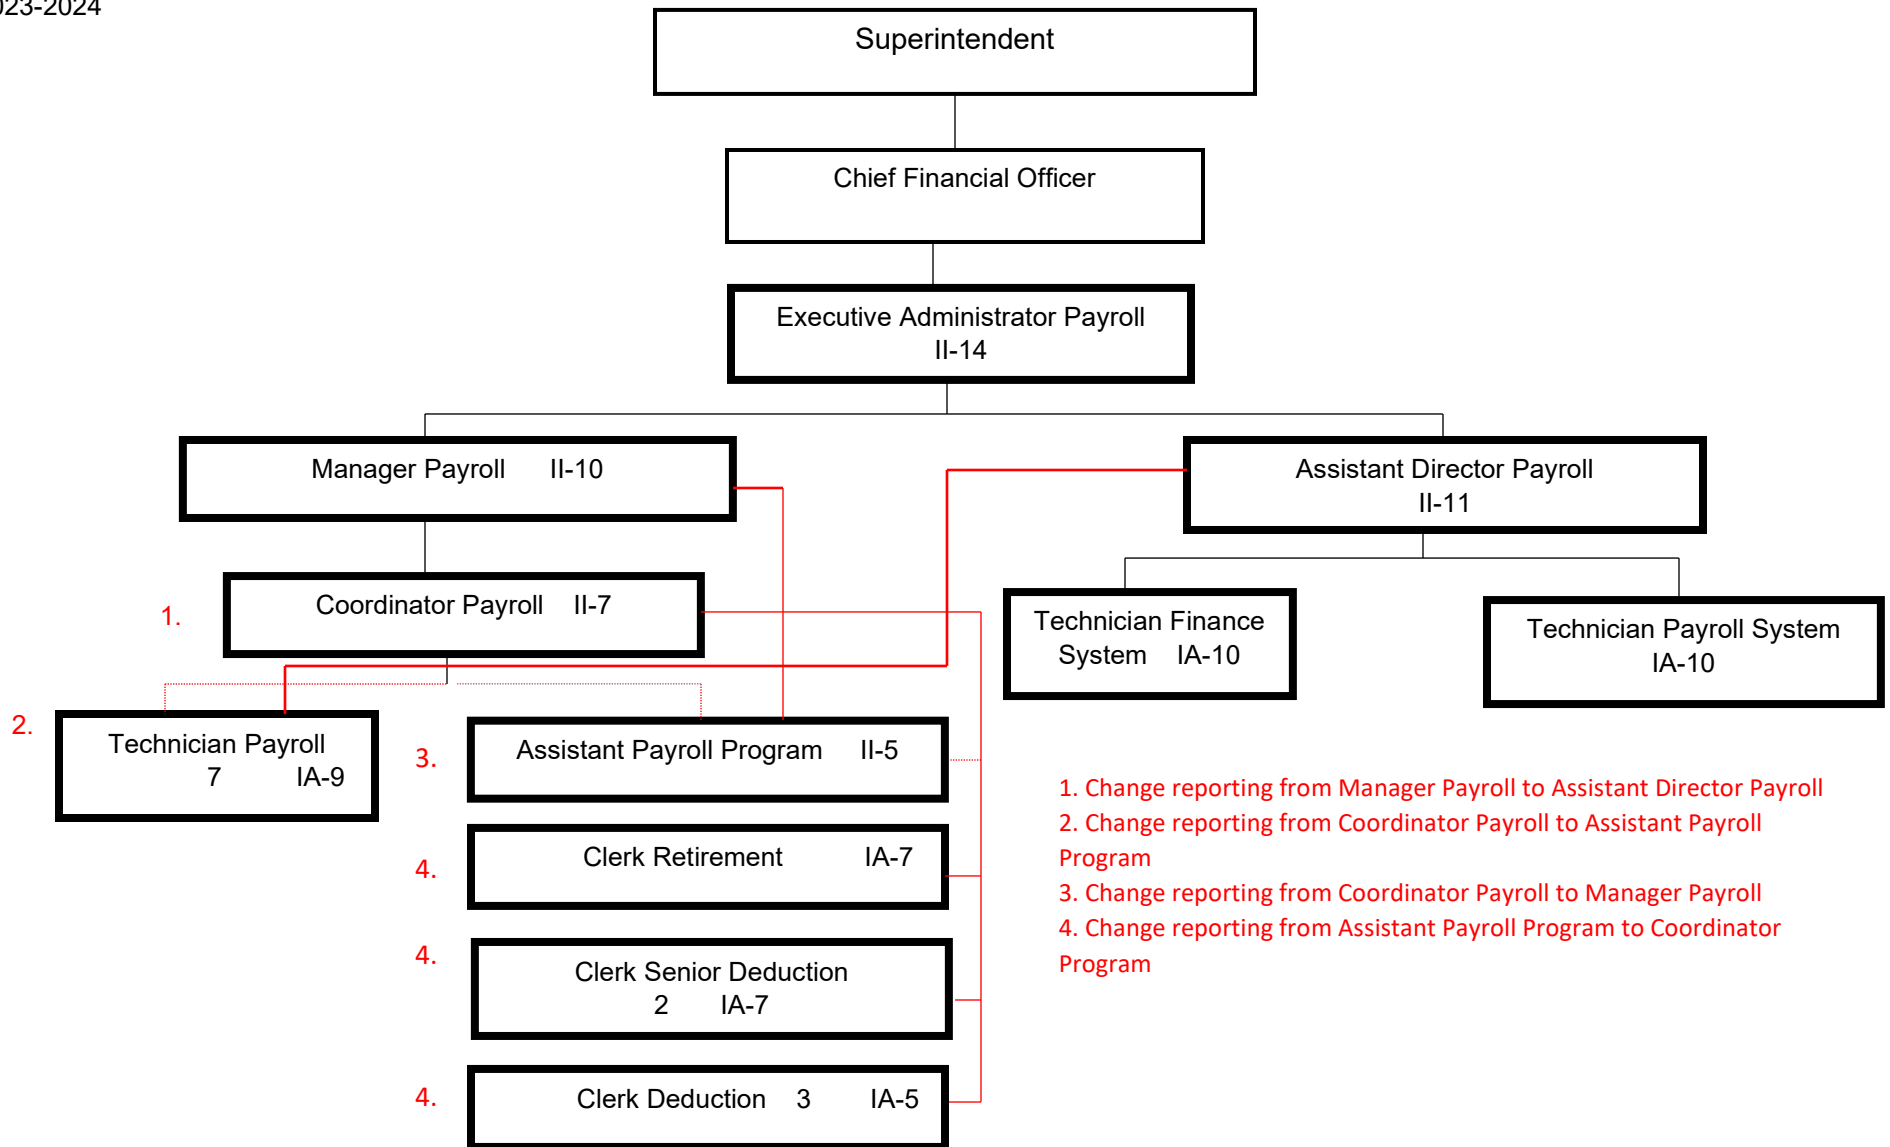 023-2024
Superintendent
Chief Financial Officer
Executive Administrator Payroll
II-14
Manager Payroll II-10
Assistant Director Payroll
II-11
1.
Coordinator Payroll II-7
Technician Finance
System IA-10
Technician Payroll System
IA-10
2.
Technician Payroll
7 IA-9
3.
Assistant Payroll Program II-5
4.
Clerk Retirement IA-7
4.
Clerk Senior Deduction
2 IA-7
4.
Clerk Deduction 3 IA-5
1. Change reporting from Manager Payroll to Assistant Director Payroll
2. Change reporting from Coordinator Payroll to Assistant Payroll
Program
3. Change reporting from Coordinator Payroll to Manager Payroll
4. Change reporting from Assistant Payroll Program to Coordinator
Program